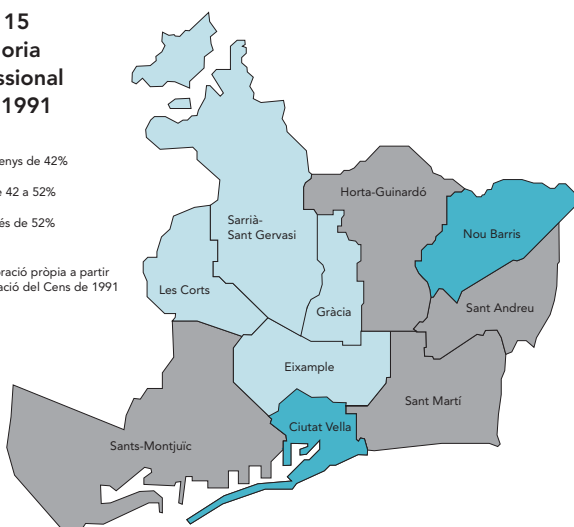 15
oria
ssional
1991
enys de 42%
42 a 52%
és de 52%
ració pròpia a partir
ació del Cens de 1991
Horta-Guinardó
Nou Barris
Sarrià-
Sant Gervasi
Les Corts
Gràcia
Sant Andreu
Eixample
Sant Martí
Ciutat Vella
Sants-Montjuïc